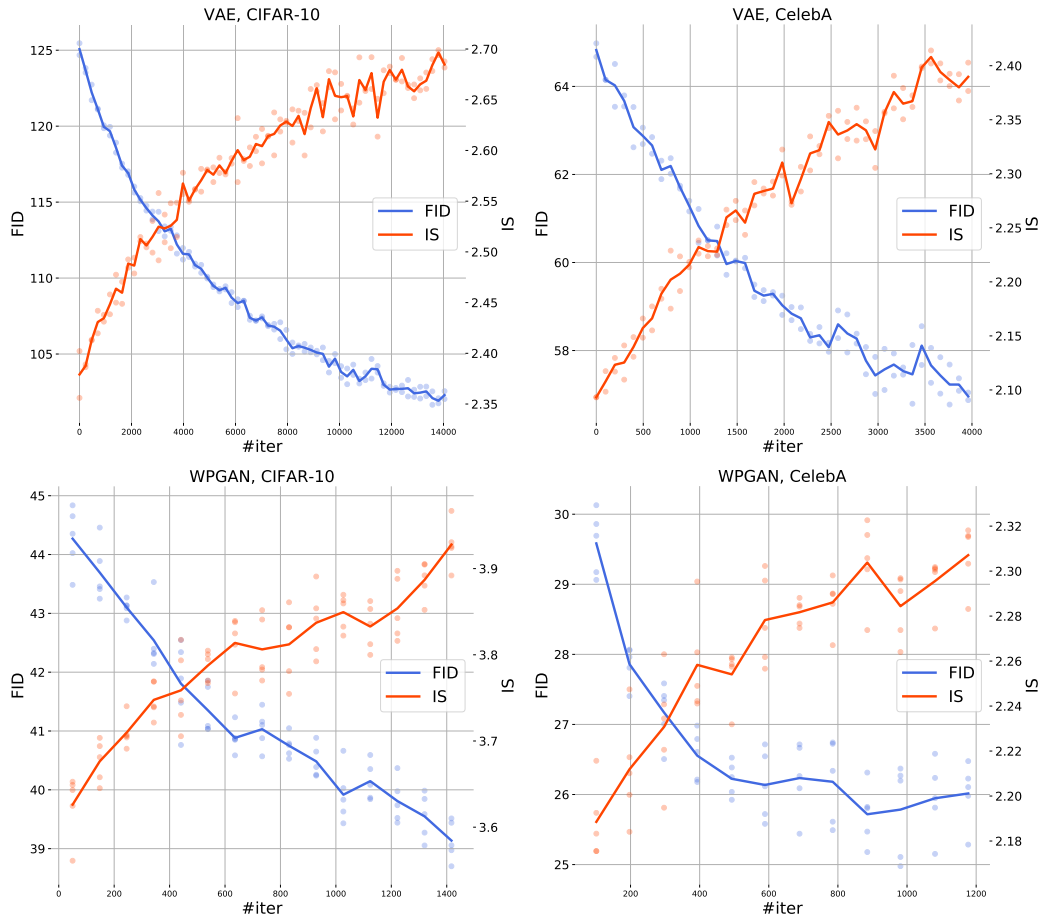 VAE, CIFAR-10
125
120
115
110
105
FID
2.70
2.65
2.60
2.55
2.50
2.45
2.40
2.35
IS
FID
IS
0 2000 4000 6000 8000 10000 12000 14000
#iter
VAE, CelebA
64
62
60
58
FID
2.40
2.35
2.30
2.25
2.20
2.15
2.10
IS
FID
IS
0 500 1000 1500 2000 2500 3000 3500 4000
#iter
WPGAN, CIFAR-10
45
44
43
42
41
40
39
FID
3.9
3.8
3.7
3.6
IS
FID
IS
0 200 400 600 800 1000 1200 1400
#iter
WPGAN, CelebA
30
29
28
27
26
25
FID
2.32
2.30
2.28
2.26
2.24
2.22
2.20
2.18
IS
FID
IS
200 400 600 800 1000 1200
#iter